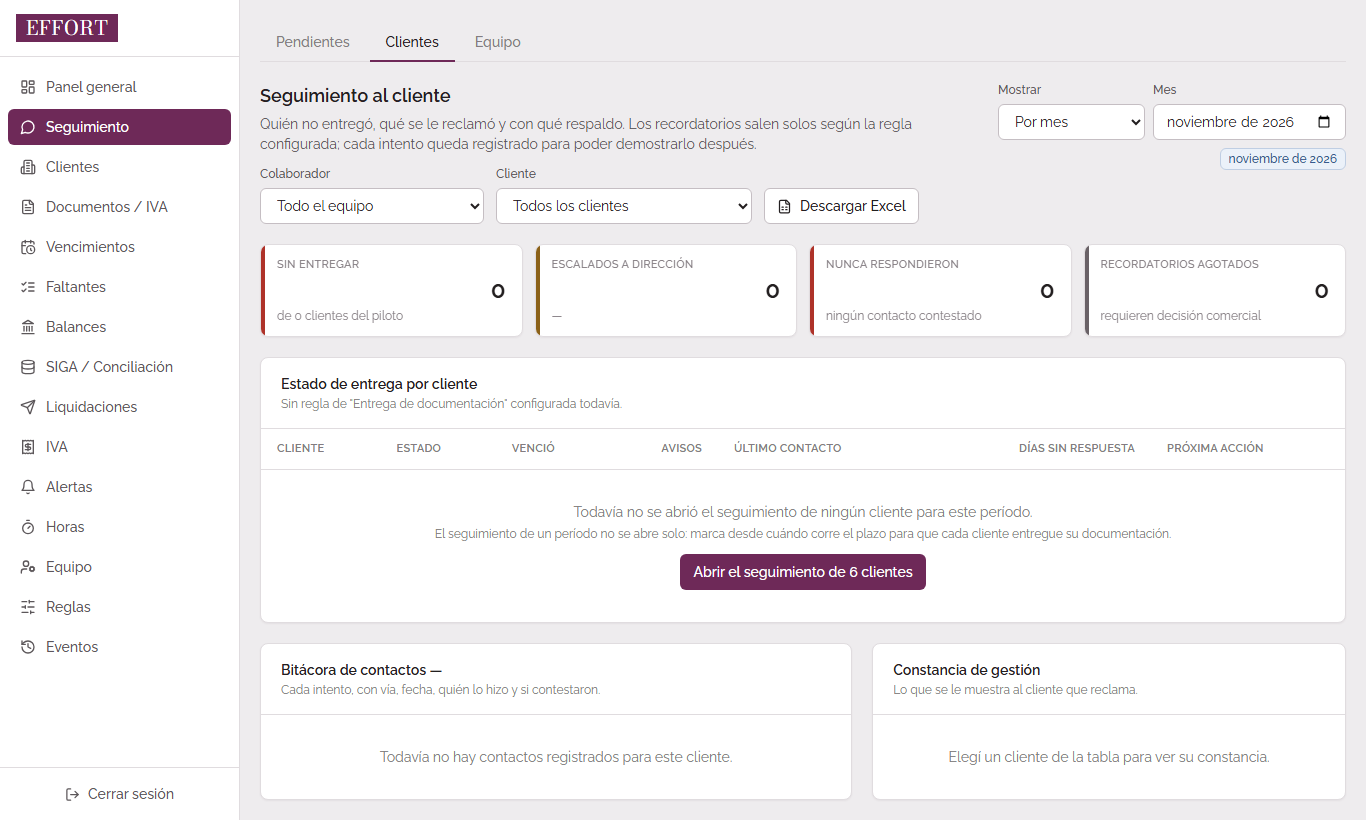 EFFORT
Panel general
Seguimiento
Clientes
Documentos / IVA
Vencimientos
Faltantes
Balances
SIGA / Conciliación
Liquidaciones
IVA
Alertas
Horas
Equipo
Reglas
Eventos
Cerrar sesión
Pendientes
Clientes
Equipo
Seguimiento al cliente
Quién no entregó, qué se le reclamó y con qué respaldo. Los recordatorios salen solos según la regla
configurada; cada intento queda registrado para poder demostrarlo después.
Mostrar
Por mes
Mes
noviembre de 2026
noviembre de 2026
Colaborador
Todo el equipo
Cliente
Todos los clientes
Descargar Excel
SIN ENTREGAR
0
de 0 clientes del piloto
ESCALADOS A DIRECCIÓN
0
—
NUNCA RESPONDIERON
0
ningún contacto contestado
RECORDATORIOS AGOTADOS
0
requieren decisión comercial
Estado de entrega por cliente
Sin regla de "Entrega de documentación" configurada todavía.
CLIENTE ESTADO VENCIÓ AVISOS ÚLTIMO CONTACTO DÍAS SIN RESPUESTA PRÓXIMA ACCIÓN
Todavía no se abrió el seguimiento de ningún cliente para este período.
El seguimiento de un período no se abre solo: marca desde cuándo corre el plazo para que cada cliente entregue su documentación.
Abrir el seguimiento de 6 clientes
Bitácora de contactos —
Cada intento, con vía, fecha, quién lo hizo y si contestaron.
Todavía no hay contactos registrados para este cliente.
Constancia de gestión
Lo que se le muestra al cliente que reclama.
Elegí un cliente de la tabla para ver su constancia.